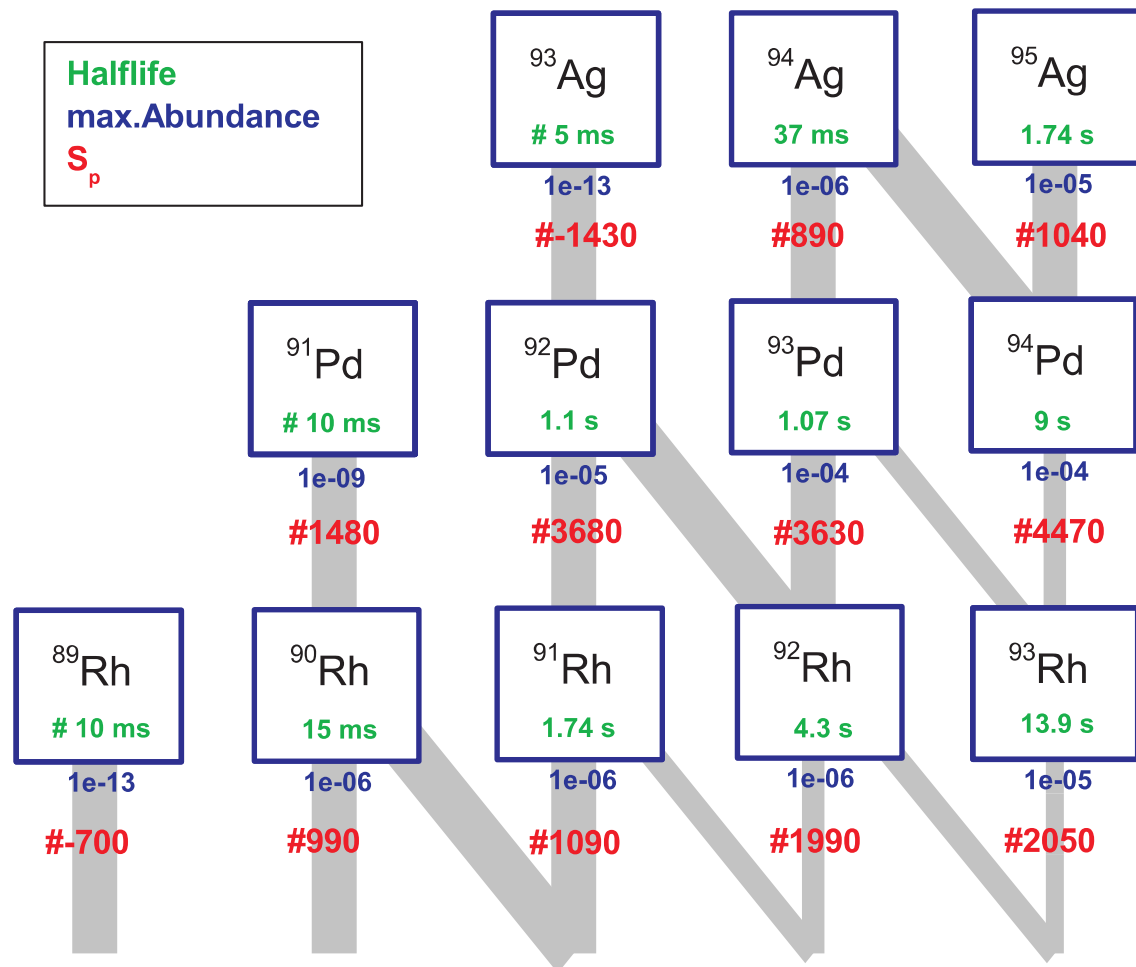 Halflife
max.Abundance
Sp
93Ag
# 5 ms
1e-13
#-1430
94Ag
37 ms
1e-06
#890
95Ag
1.74 s
1e-05
#1040
91Pd
# 10 ms
1e-09
#1480
92Pd
1.1 s
1e-05
#3680
93Pd
1.07 s
1e-04
#3630
94Pd
9 s
1e-04
#4470
89Rh
# 10 ms
1e-13
#-700
90Rh
15 ms
1e-06
#990
91Rh
1.74 s
1e-06
#1090
92Rh
4.3 s
1e-06
#1990
93Rh
13.9 s
1e-05
#2050